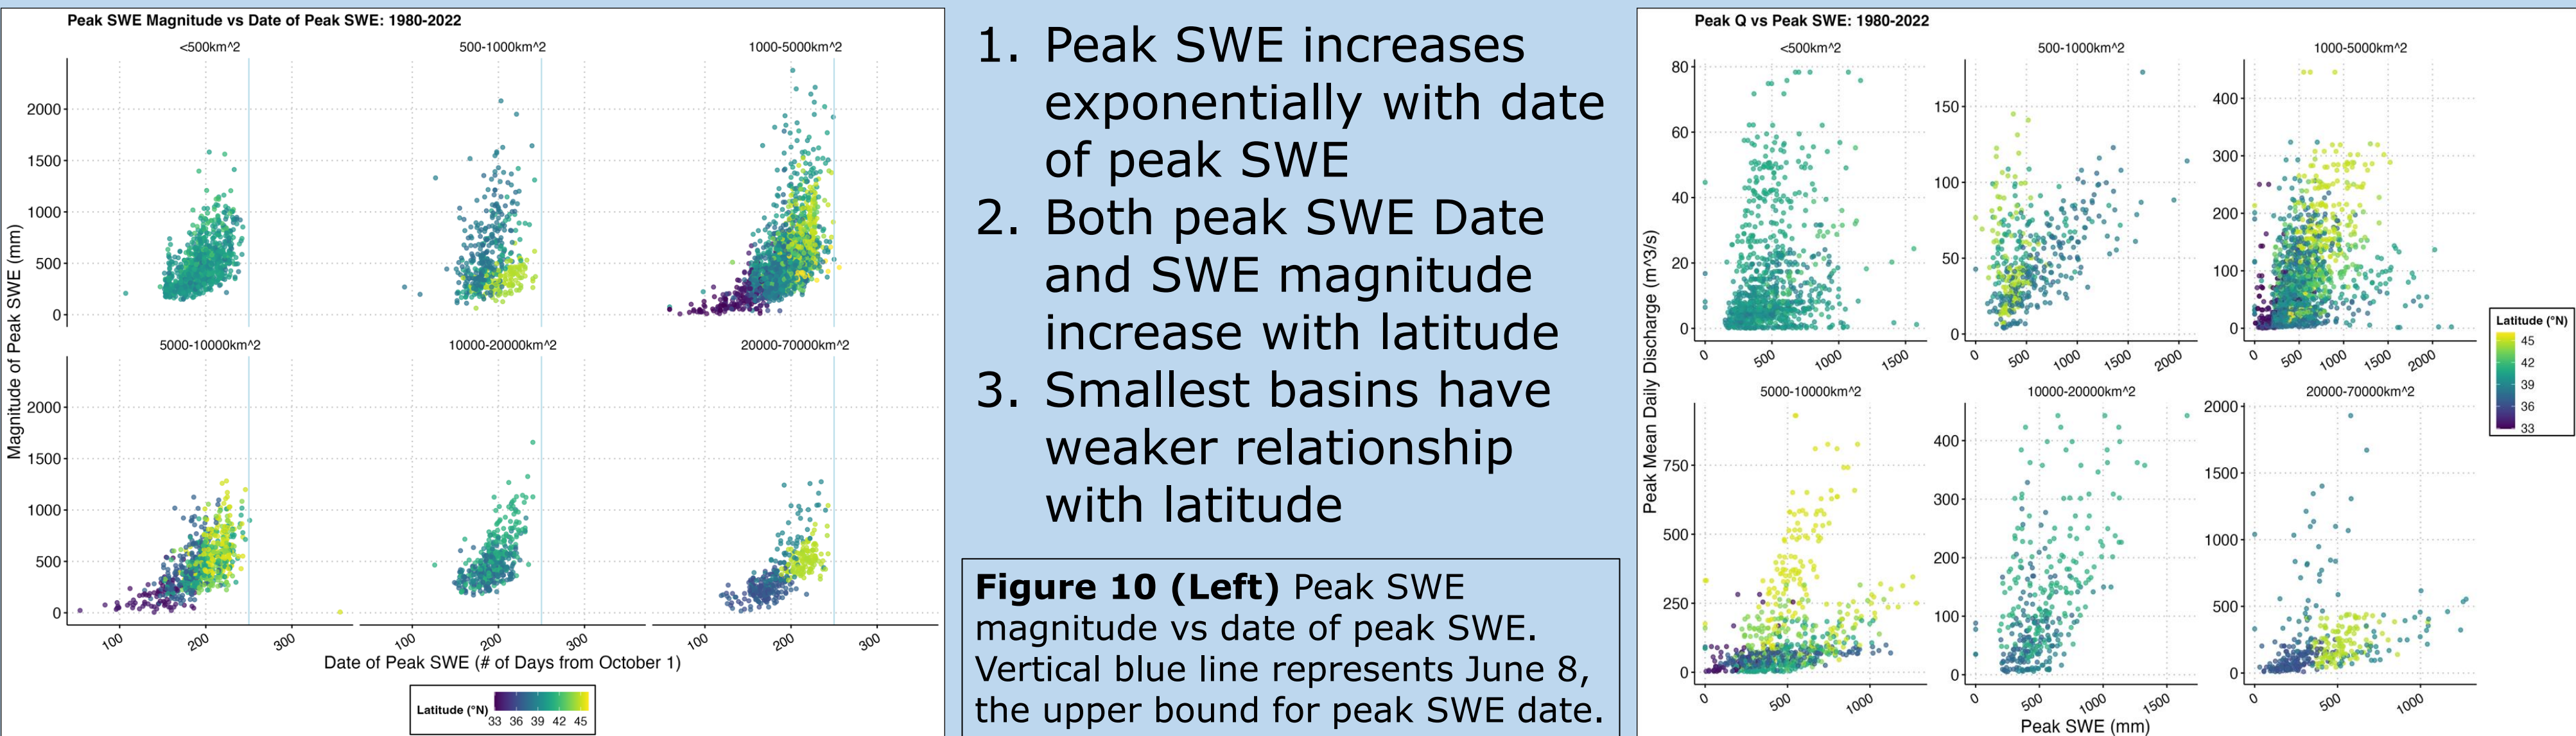 Peak SWE Magnitude vs Date of Peak SWE: 1980-2022
<500km^2
500-1000km^2
1000-5000km^2
2000
1500
1000
500
0
5000-10000km^2
10000-20000km^2
20000-70000km^2
2000
1500
1000
500
0
Magnitude of Peak SWE (mm)
100 200 300
100 200 300
100 200 300
Date of Peak SWE (# of Days from October 1)
Latitude (°N)
33 36 39 42 45
1. Peak SWE increases
exponentially with date
of peak SWE
2. Both peak SWE Date
and SWE magnitude
increase with latitude
3. Smallest basins have
weaker relationship
with latitude
Figure 10 (Left) Peak SWE
magnitude vs date of peak SWE.
Vertical blue line represents June 8,
the upper bound for peak SWE date.
Peak Q vs Peak SWE: 1980-2022
<500km^2
80
60
40
20
0
0 500 1000 1500
500-1000km^2
150
100
50
0
0 500 1000 1500 2000
1000-5000km^2
400
300
200
100
0
0 500 1000 1500 2000
5000-10000km^2
750
500
250
0
0 500 1000
10000-20000km^2
400
300
200
100
0
0 500 1000 1500
20000-70000km^2
2000
1500
1000
500
0
0 500 1000
Peak Mean Daily Discharge (m^3/s)
Peak SWE (mm)
Latitude (°N)
45
42
39
36
33